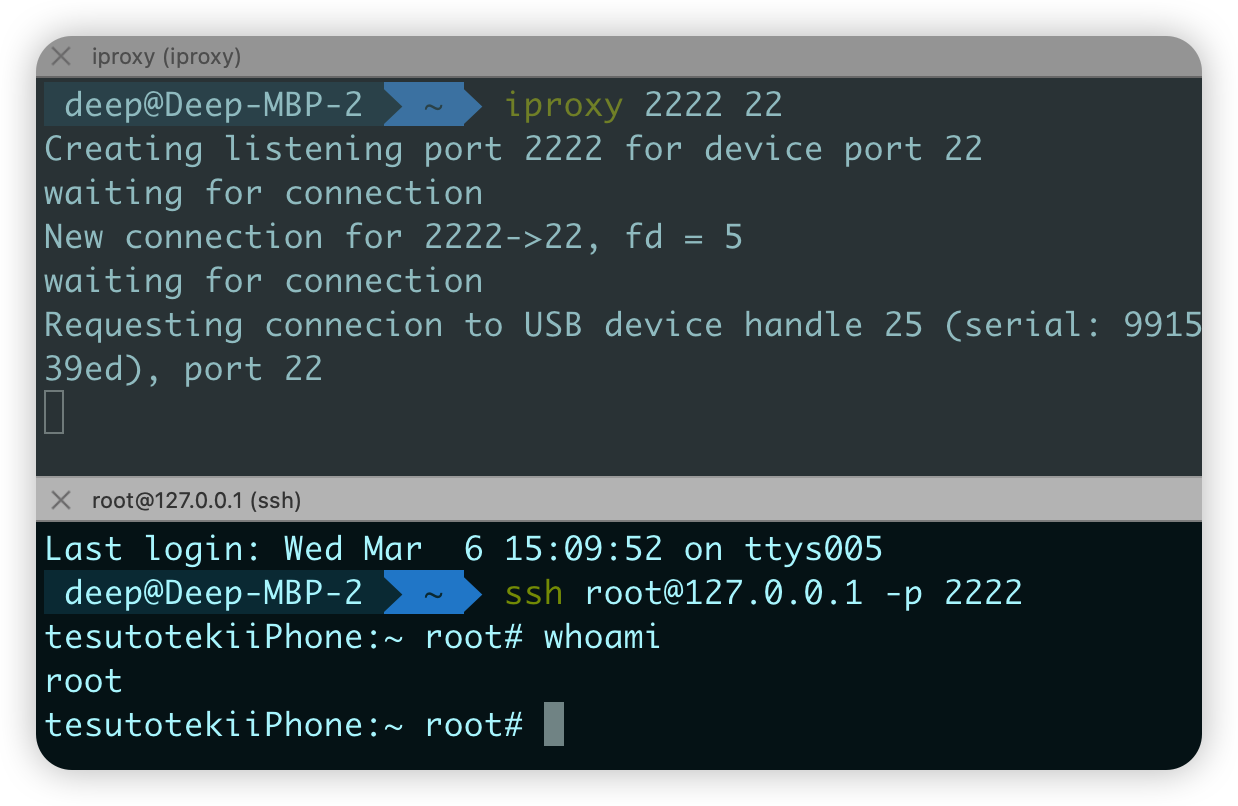 iproxy (iproxy)
deep@Deep-MBP-2 ~ iproxy 2222 22
Creating listening port 2222 for device port 22
waiting for connection
New connection for 2222->22, fd = 5
waiting for connection
Requesting connecion to USB device handle 25 (serial: 9915
39ed), port 22
root@127.0.0.1 (ssh)
Last login: Wed Mar  6 15:09:52 on ttys005
deep@Deep-MBP-2 ~ ssh root@127.0.0.1 -p 2222
tesutotekiiPhone:~ root# whoami
root
tesutotekiiPhone:~ root#